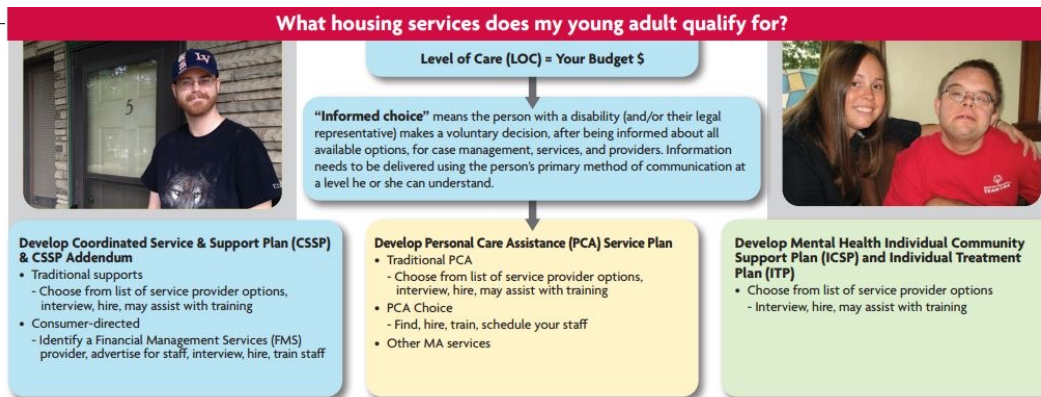 What housing services does my young adult qualify for?
Level of Care (LOC) = Your Budget $
"Informed choice" means the person with a disability (and/or their legal
representative) makes a voluntary decision, after being informed about all
available options, for case management, services, and providers. Information
needs to be delivered using the person's primary method of communication at
a level he or she can understand.
5
LV
Develop Coordinated Service & Support Plan (CSSP)
& CSSP Addendum
• Traditional supports
- Choose from list of service provider options,
interview, hire, may assist with training
• Consumer-directed
- Identify a Financial Management Services (FMS)
provider, advertise for staff, interview, hire, train staff
Develop Personal Care Assistance (PCA) Service Plan
• Traditional PCA
- Choose from list of service provider options,
interview, hire, may assist with training
• PCA Choice
- Find, hire, train, schedule your staff
• Other MA services
Develop Mental Health Individual Community
Support Plan (ICSP) and Individual Treatment
Plan (ITP)
• Choose from list of service provider options
- Interview, hire, may assist with training